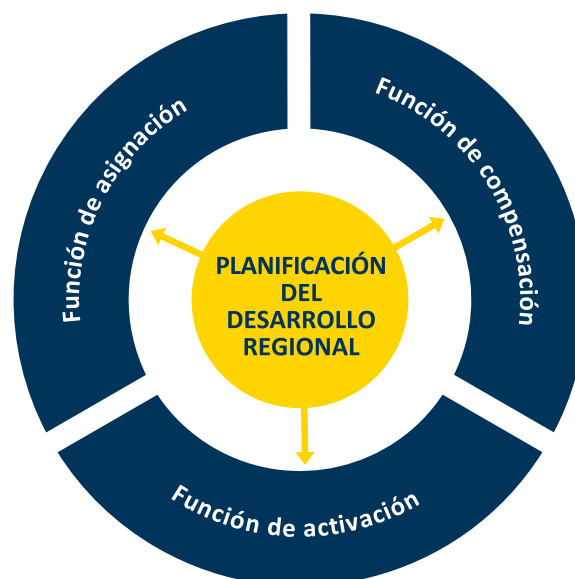 Función de asignación
Función de compensación
PLANIFICACIÓN
DEL
DESARROLLO
REGIONAL
Función de activación